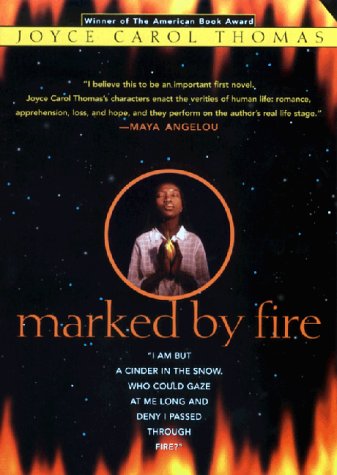 Winner of The American Book Award
JOYCE CAROL THOMAS
"I believe this to be an important first novel.
Joyce Carol Thomas's characters enact the verities of human life: romance,
apprehension, loss, and hope, and they perform on the author's real life stage."
—MAYA ANGELOU
marked by fire
"I AM BUT
A CINDER IN THE SNOW.
WHO COULD GAZE
AT ME LONG AND
DENY I PASSED
THROUGH
FIRE?"